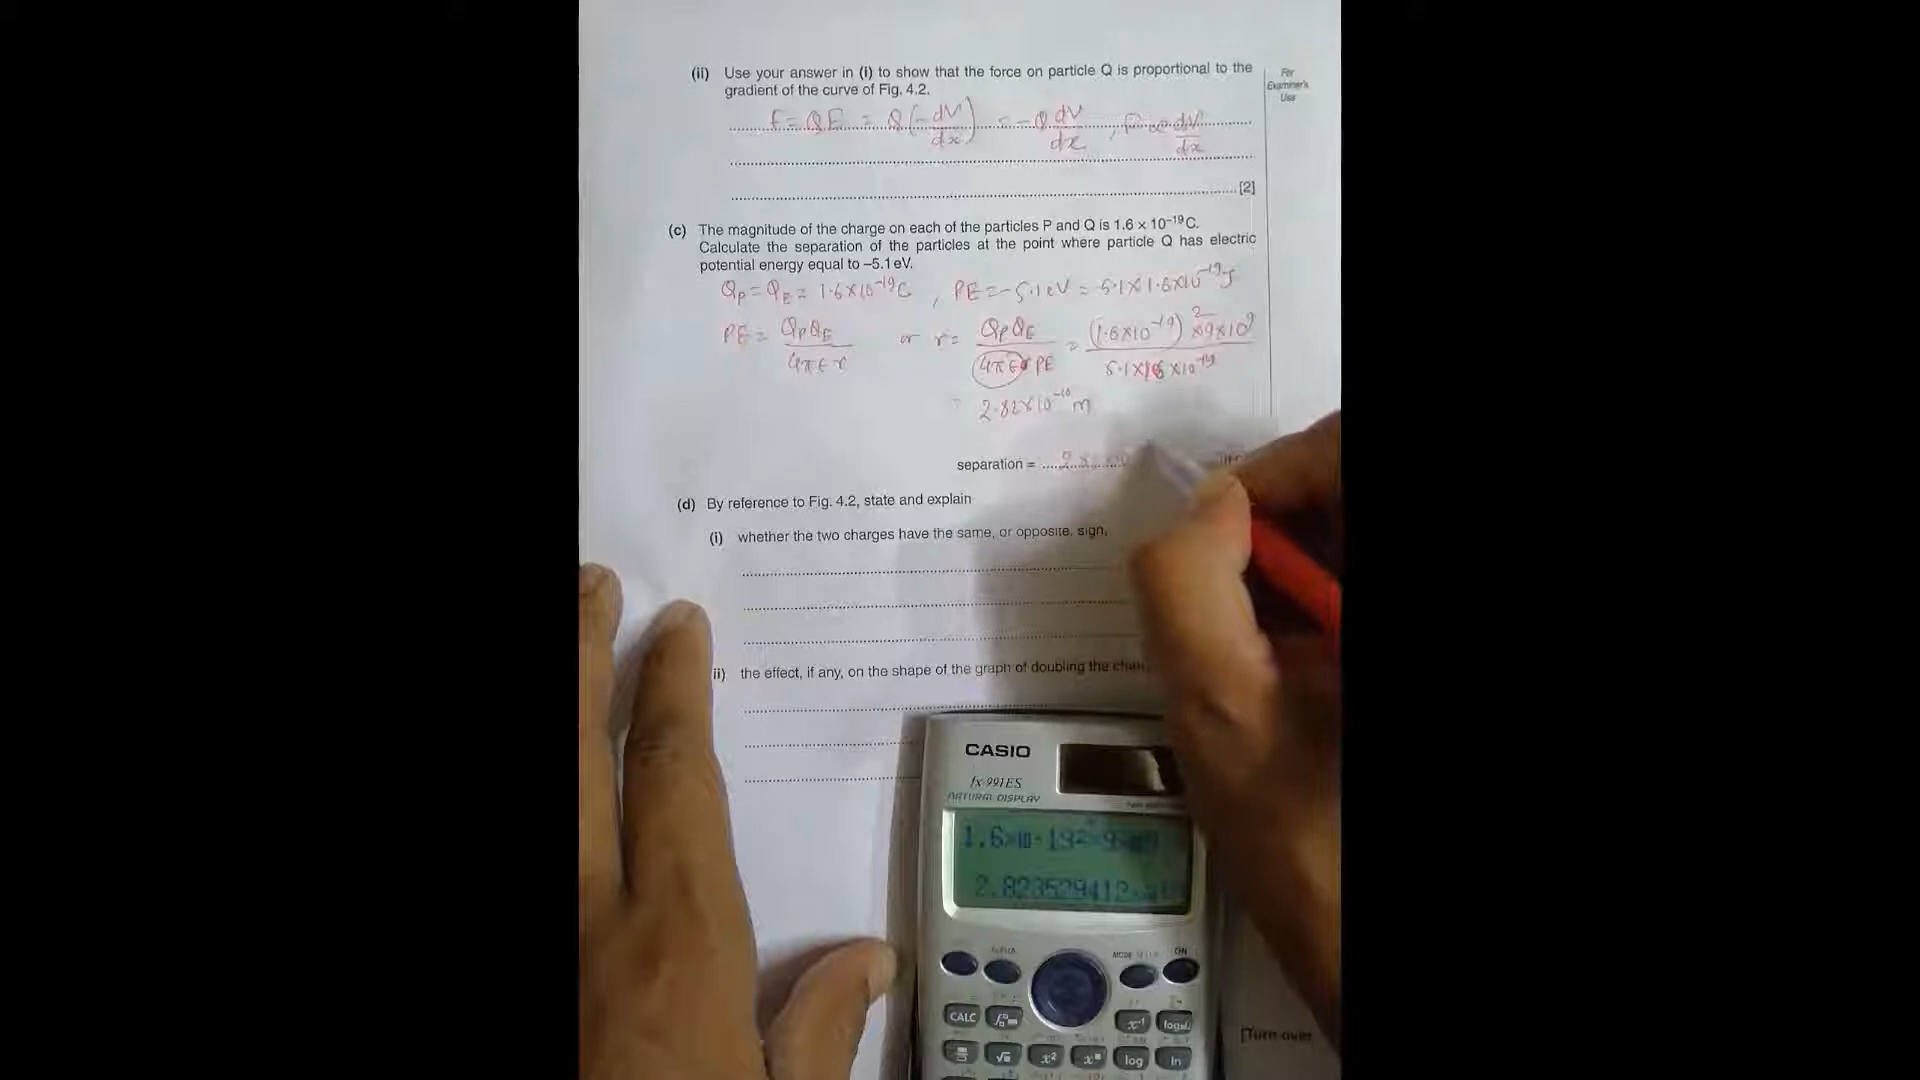 (ii) Use your answer in (i) to show that the force on particle Q is proportional to the
gradient of the curve of Fig. 4.2.
For
Examiner's
Use
F = QE = Q(-dV/dx) = -Q dV/dx , F ∝ dV/dx
[2]
(c) The magnitude of the charge on each of the particles P and Q is 1.6 × 10⁻¹⁹ C.
Calculate the separation of the particles at the point where particle Q has electric
potential energy equal to –5.1 eV.
Qp = QE = 1.6×10⁻¹⁹C , PE = -5.1eV = 5.1×1.6×10⁻¹⁹J
PE = QpQE/4πεr or r = QpQE/4πε PE = (1.6×10⁻¹⁹)² ×9×10⁹/5.1×1.6×10⁻¹⁹
= 2.82×10⁻¹⁰ m
separation =
(d) By reference to Fig. 4.2, state and explain
(i) whether the two charges have the same, or opposite, sign,
ii) the effect, if any, on the shape of the graph of doubling the
CASIO
fx-991ES
NATURAL DISPLAY
2.823529412
ALPHA
MODE
ON
CALC
x⁻¹
x²
log
ln
[Turn over